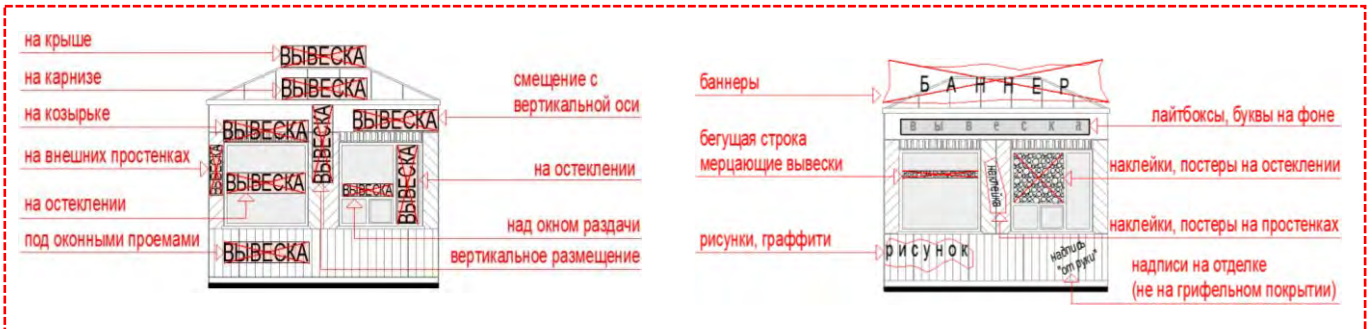 на крыше
на карнизе
на козырьке
на внешних простенках
на остеклении
под оконными проемами
ВЫВЕСКА
ВЫВЕСКА
ВЫВЕСКА
ВЫВЕСКА
ВЫВЕСКА
ВЫВЕСКА
ВЫВЕСКА
ВЫВЕСКА
ВЫВЕСКА
ВЫВЕСКА
смещение с
вертикальной оси
на остеклении
над окном раздачи
вертикальное размещение
баннеры
бегущая строка
мерцающие вывески
рисунки, граффити
БАННЕР
вывеска
наклейка
рисунок
надпись
"от руки"
лайтбоксы, буквы на фоне
наклейки, постеры на остеклении
наклейки, постеры на простенках
надписи на отделке
(не на грифельном покрытии)